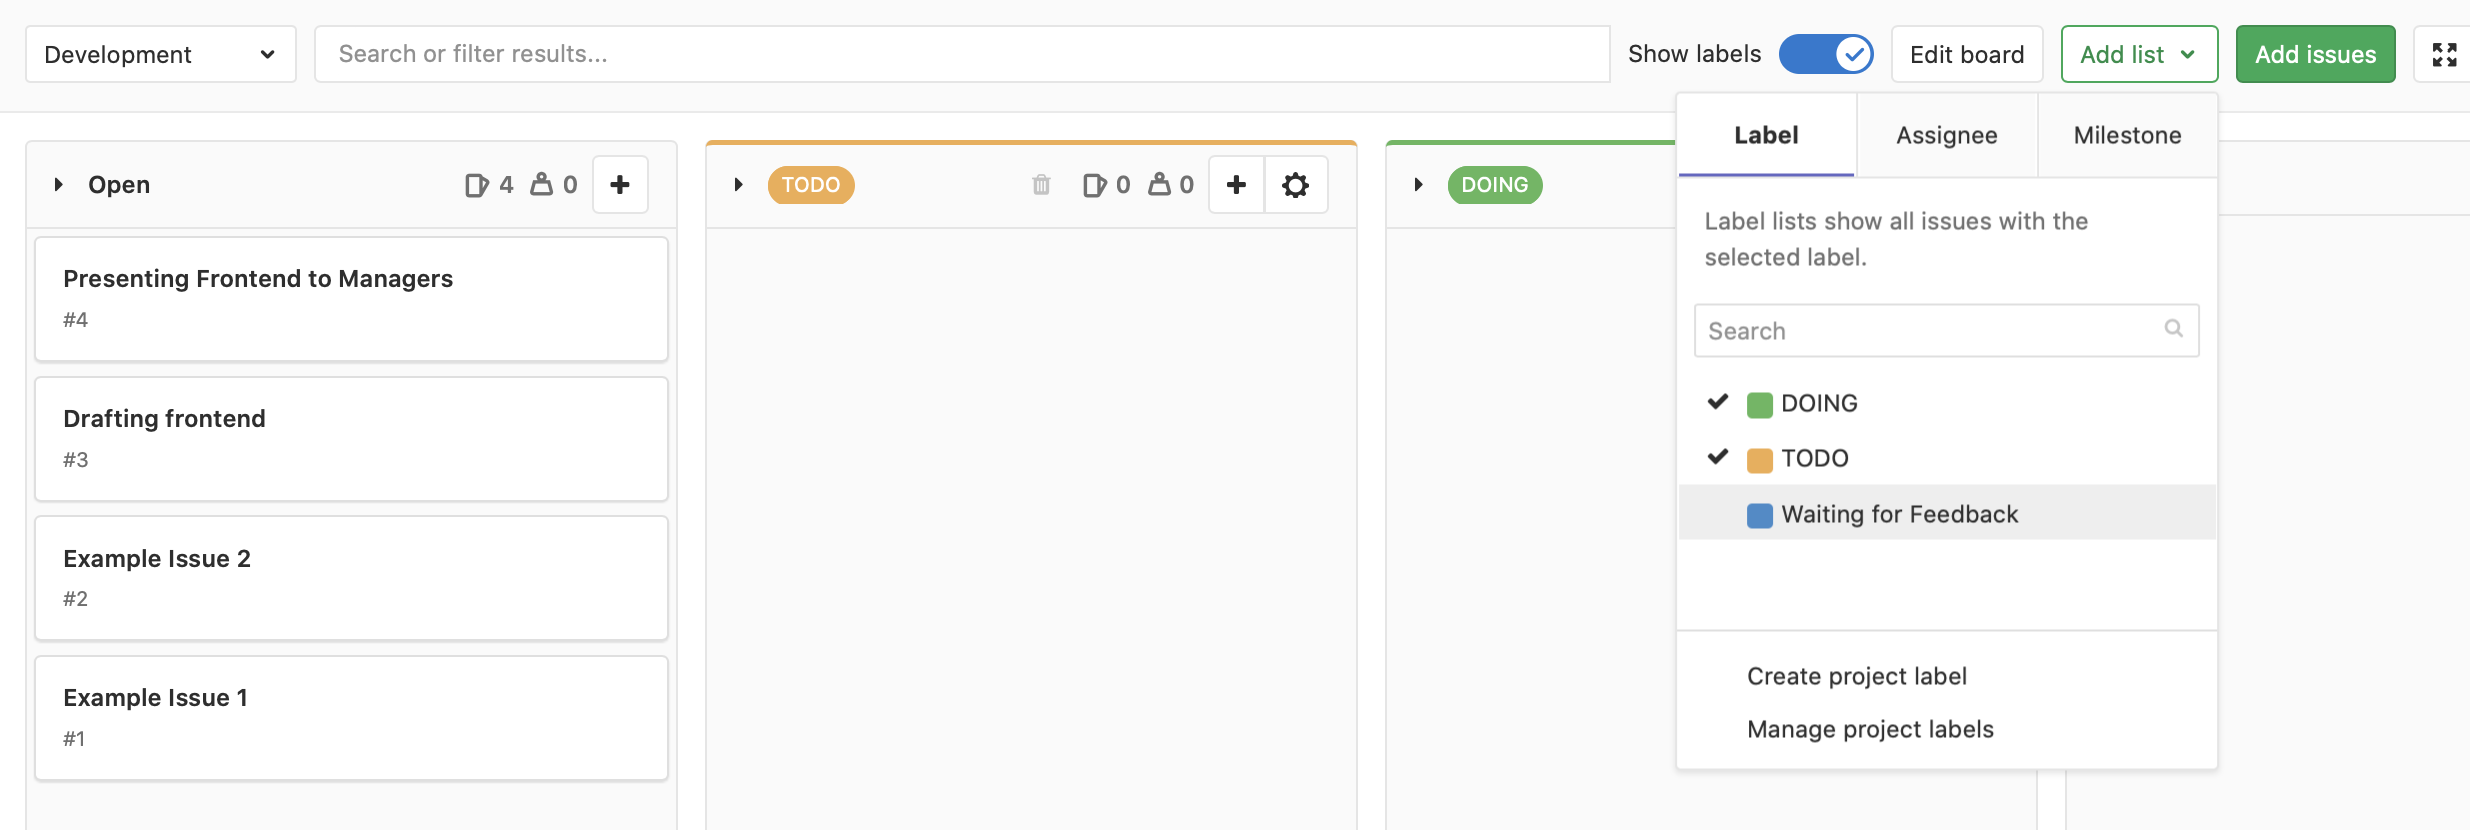 Development
Search or filter results...
Show labels
Edit board
Add list
Add issues
Open
4
0
Presenting Frontend to Managers
#4
Drafting frontend
#3
Example Issue 2
#2
Example Issue 1
#1
TODO
0
0
DOING
Label
Assignee
Milestone
Label lists show all issues with the
selected label.
Search
DOING
TODO
Waiting for Feedback
Create project label
Manage project labels